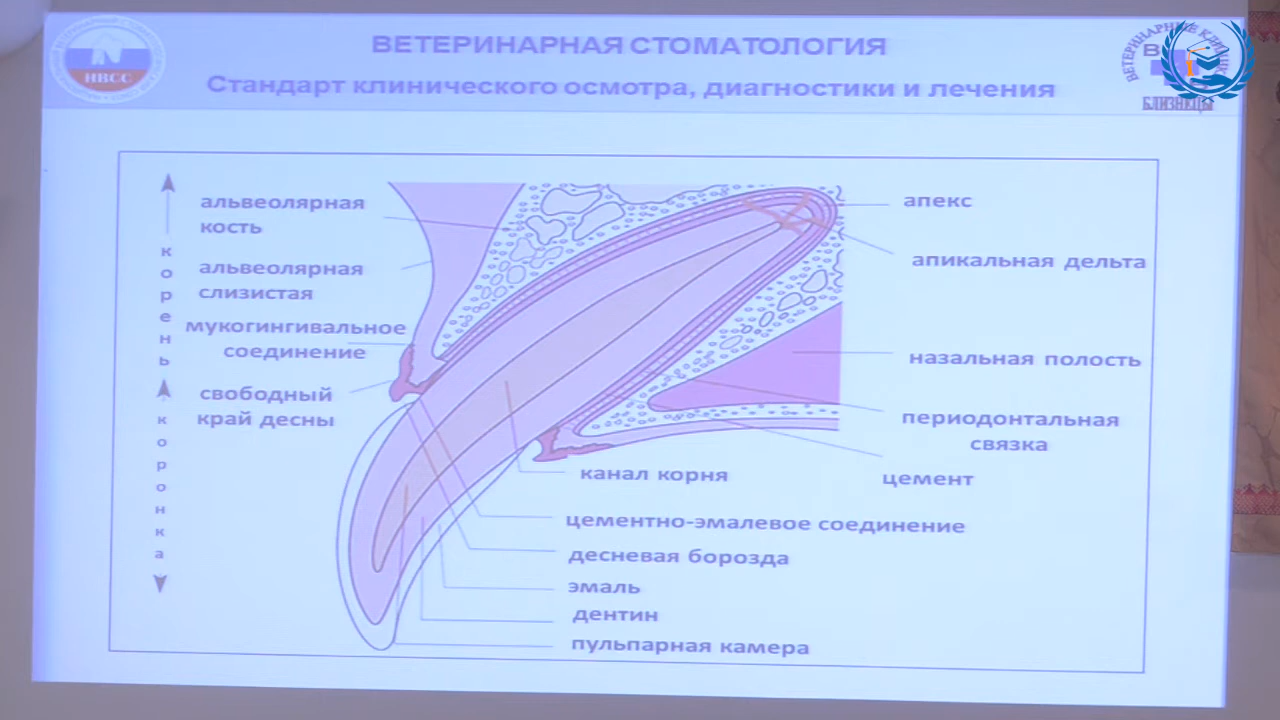 ВЕТЕРИНАРНАЯ СТОМАТОЛОГИЯ
Стандарт клинического осмотра, диагностики и лечения
НВСС
ВЕТЕРИНАРНЫЕ
БЛИЗНЕЦЫ
корень
коронка
альвеолярная
кость
альвеолярная
слизистая
мукогингивальное
соединение
свободный
край десны
апекс
апикальная дельта
назальная полость
периодонтальная
связка
цемент
канал корня
цементно-эмалевое соединение
десневая борозда
эмаль
дентин
пульпарная камера